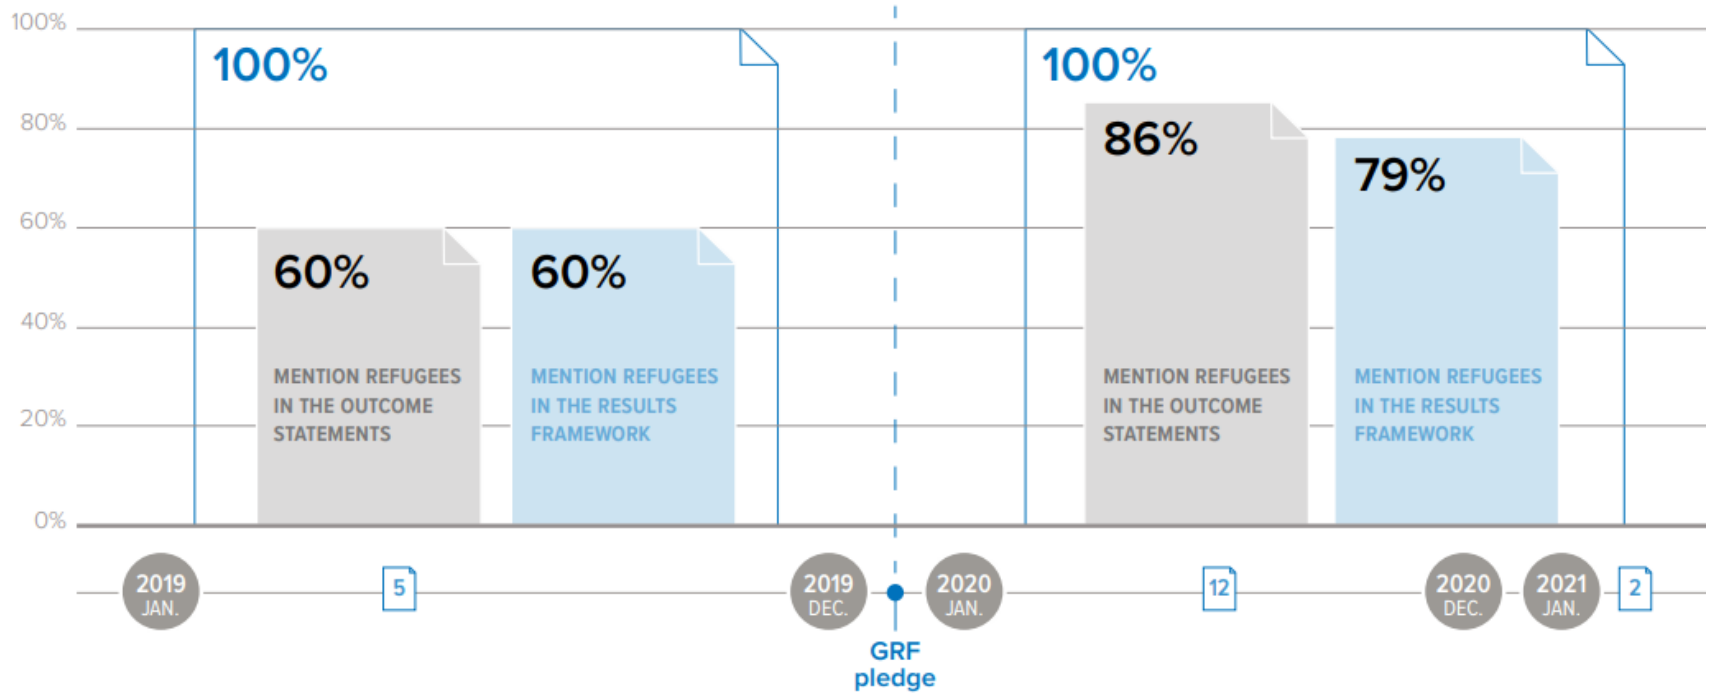 100%
80%
60%
40%
20%
0%
100%
60%
MENTION REFUGEES
IN THE OUTCOME
STATEMENTS
60%
MENTION REFUGEES
IN THE RESULTS
FRAMEWORK
100%
86%
MENTION REFUGEES
IN THE OUTCOME
STATEMENTS
79%
MENTION REFUGEES
IN THE RESULTS
FRAMEWORK
2019
JAN.
5
2019
DEC.
2020
JAN.
12
2020
DEC.
2021
JAN.
2
GRF
pledge